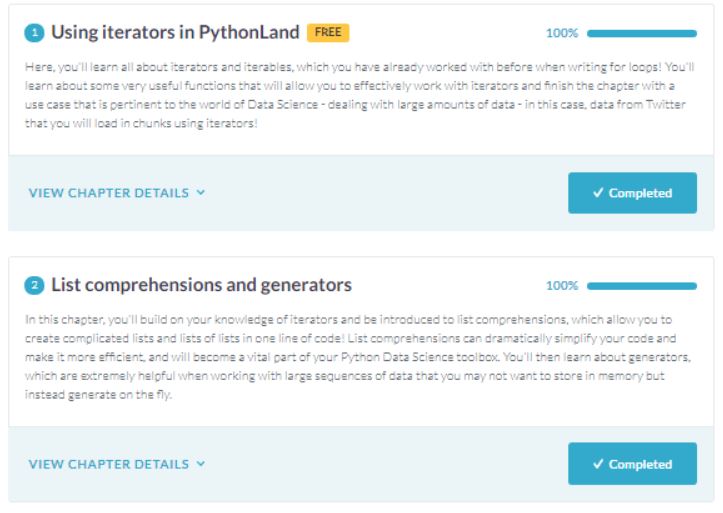 1 Using iterators in PythonLand FREE 100%
Here, you'll learn all about iterators and iterables, which you have already worked with before when writing for loops! You'll
learn about some very useful functions that will allow you to effectively work with iterators and finish the chapter with a
use case that is pertinent to the world of Data Science - dealing with large amounts of data - in this case, data from Twitter
that you will load in chunks using iterators!
VIEW CHAPTER DETAILS Completed
2 List comprehensions and generators 100%
In this chapter, you'll build on your knowledge of iterators and be introduced to list comprehensions, which allow you to
create complicated lists and lists of lists in one line of code! List comprehensions can dramatically simplify your code and
make it more efficient, and will become a vital part of your Python Data Science toolbox. You'll then learn about generators,
which are extremely helpful when working with large sequences of data that you may not want to store in memory but
instead generate on the fly.
VIEW CHAPTER DETAILS Completed